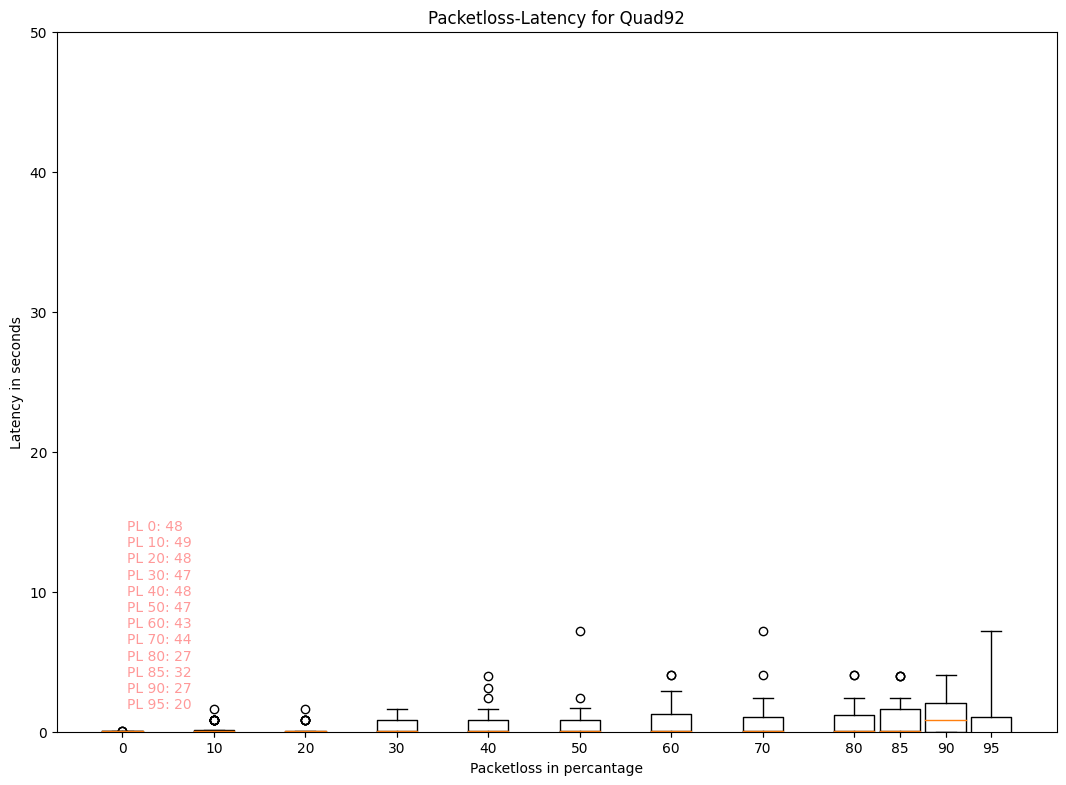 Packetloss-Latency for Quad92
50
40
30
20
10
0
Latency in seconds
PL 0: 48
PL 10: 49
PL 20: 48
PL 30: 47
PL 40: 48
PL 50: 47
PL 60: 43
PL 70: 44
PL 80: 27
PL 85: 32
PL 90: 27
PL 95: 20
0 10 20 30 40 50 60 70 80 85 90 95
Packetloss in percantage